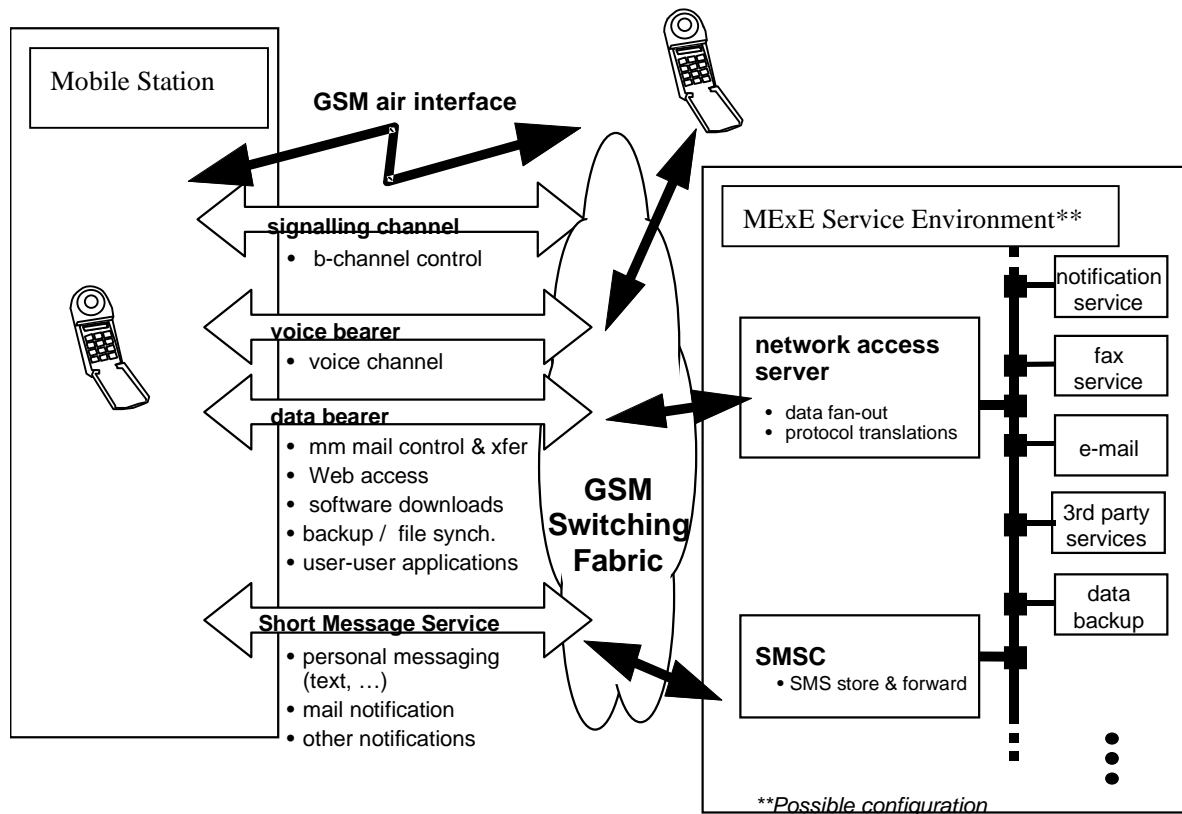 Mobile Station
GSM air interface
signalling channel
• b-channel control
voice bearer
• voice channel
data bearer
• mm mail control & xfer
• Web access
• software downloads
• backup / file synch.
• user-user applications
Short Message Service
• personal messaging
(text, …)
• mail notification
• other notifications
GSM
Switching
Fabric
MExE Service Environment**
network access
server
• data fan-out
• protocol translations
SMSC
• SMS store & forward
notification
service
fax
service
e-mail
3rd party
services
data
backup
**Possible configuration